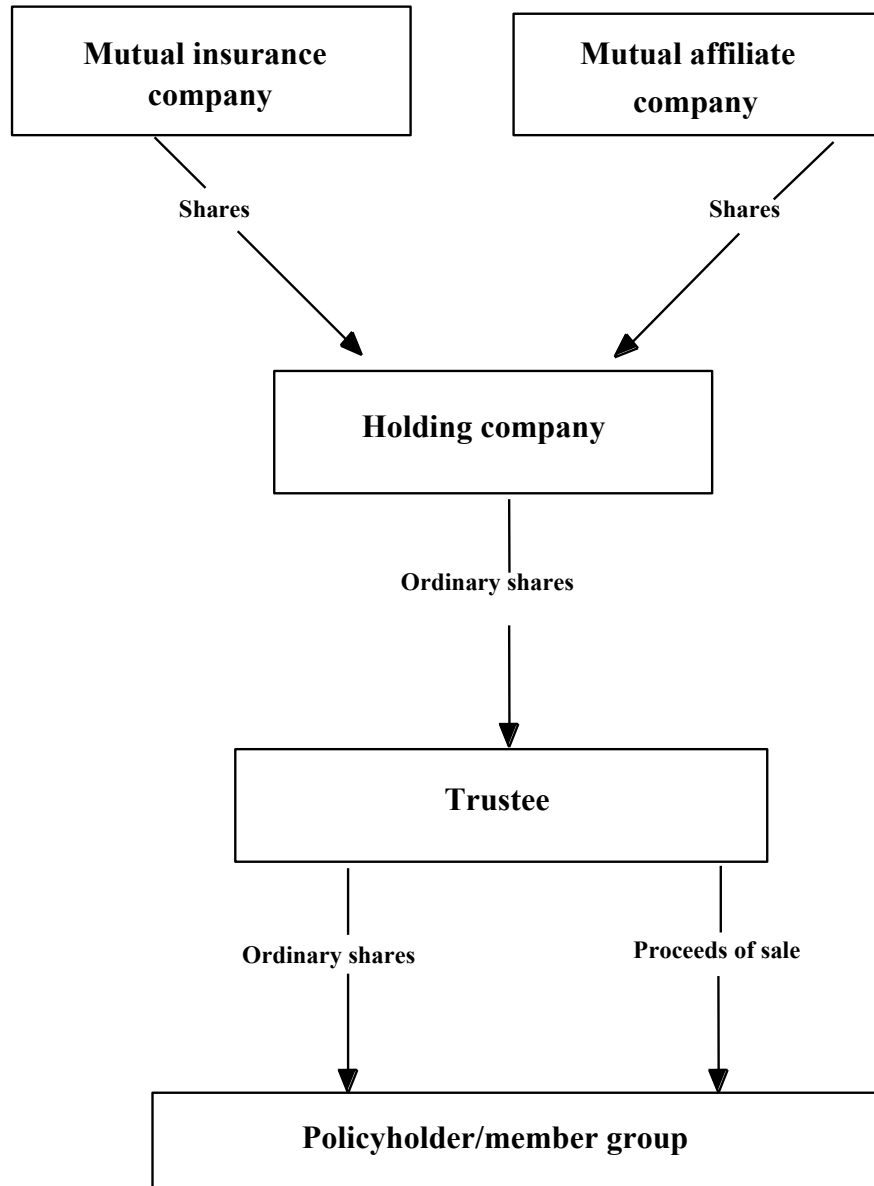 Mutual insurance
company
Mutual affiliate
company
Shares
Shares
Holding company
Ordinary shares
Trustee
Ordinary shares
Proceeds of sale
Policyholder/member group